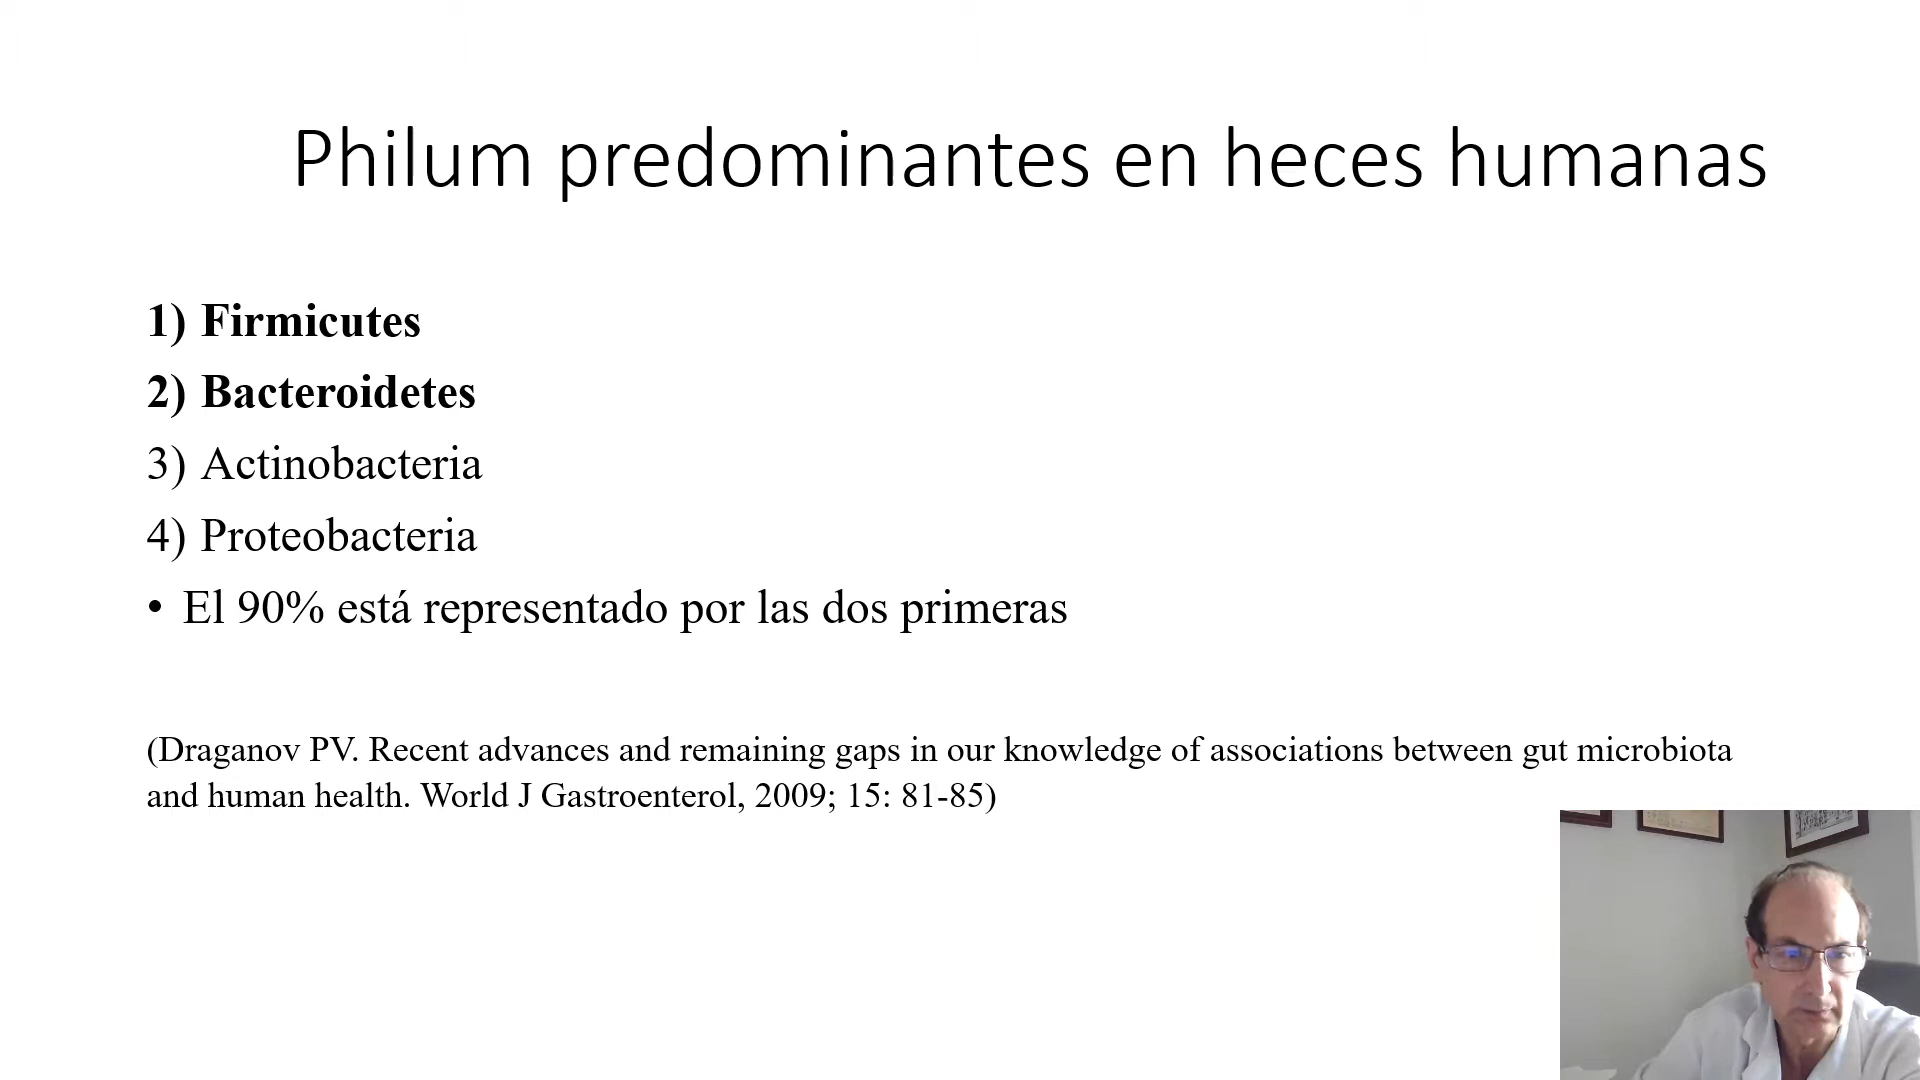 Philum predominantes en heces humanas
1) Firmicutes
2) Bacteroidetes
3) Actinobacteria
4) Proteobacteria
• El 90% está representado por las dos primeras
(Draganov PV. Recent advances and remaining gaps in our knowledge of associations between gut microbiota
and human health. World J Gastroenterol, 2009; 15: 81-85)